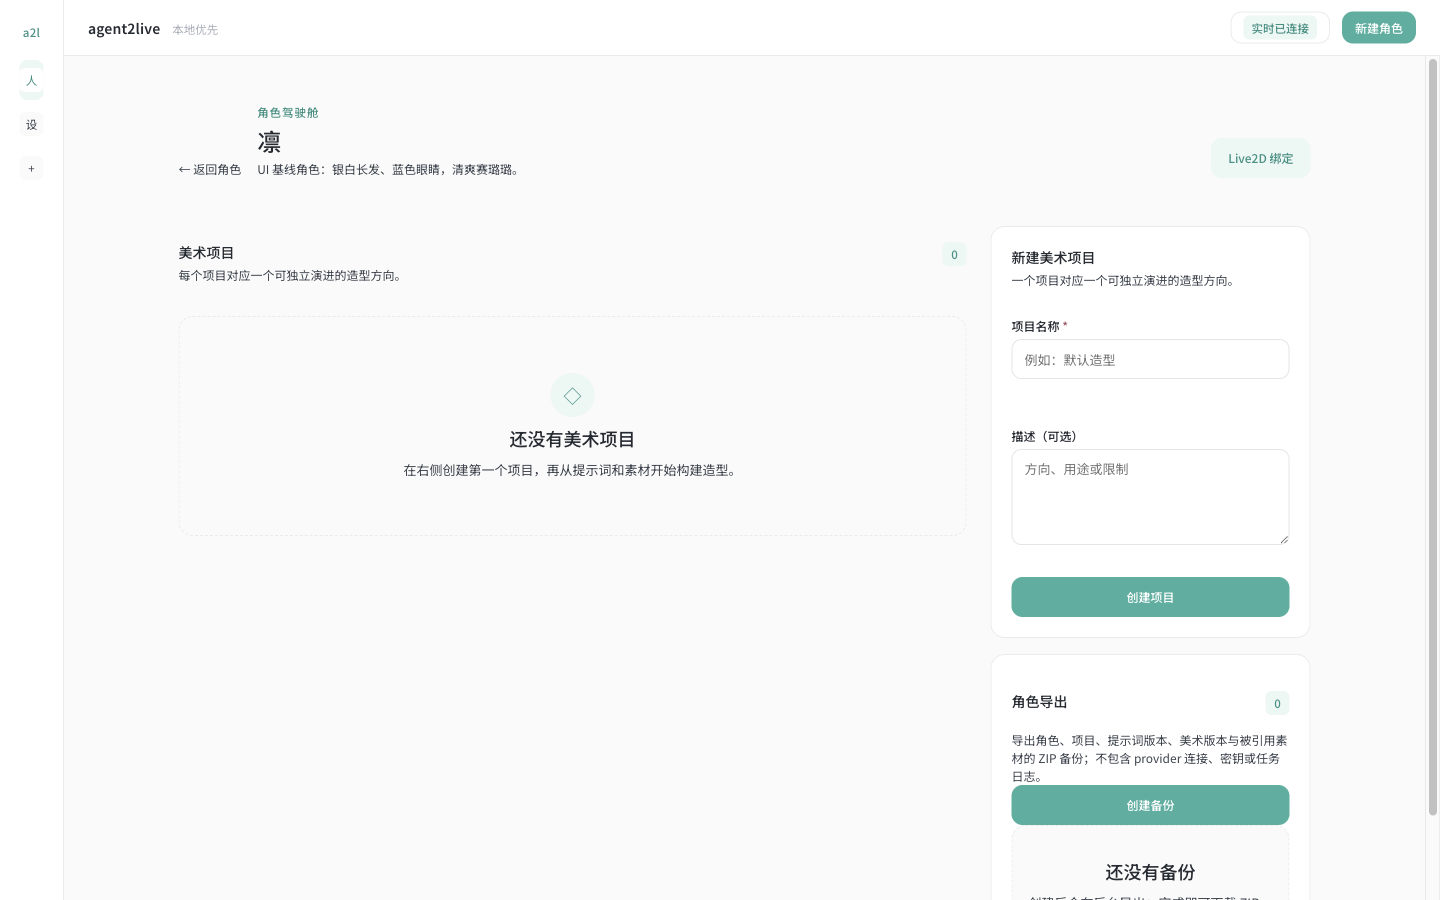 a2l
人
设
+
agent2live 本地优先
实时已连接
新建角色
角色驾驶舱
凛
← 返回角色
UI 基线角色：银白长发、蓝色眼睛，清爽赛璐璐。
Live2D 绑定
美术项目
0
每个项目对应一个可独立演进的造型方向。
还没有美术项目
在右侧创建第一个项目，再从提示词和素材开始构建造型。
新建美术项目
一个项目对应一个可独立演进的造型方向。
项目名称 *
例如：默认造型
描述（可选）
方向、用途或限制
创建项目
角色导出
0
导出角色、项目、提示词版本、美术版本与被引用素
材的 ZIP 备份；不包含 provider 连接、密钥或任务
日志。
创建备份
还没有备份